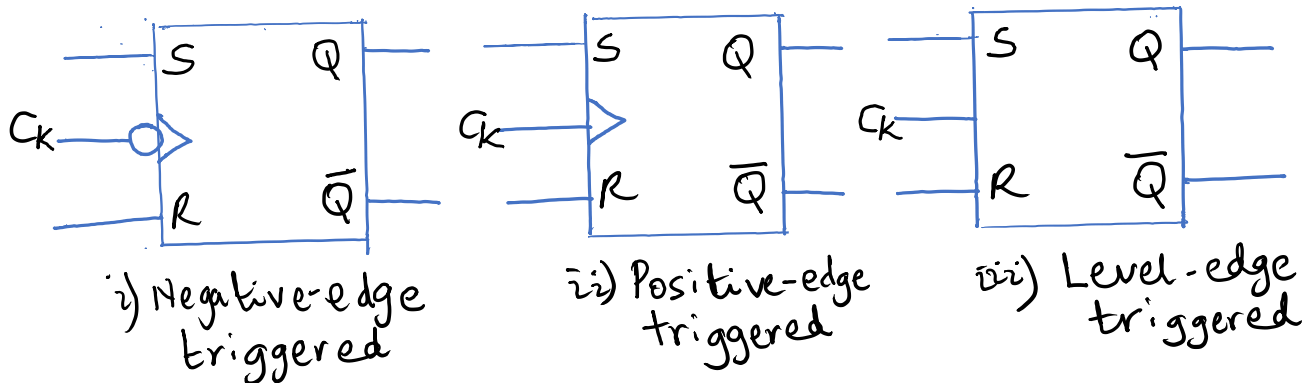 S Q
CK
R Q̅
i) Negative-edge
triggered
S Q
CK
R Q̅
ii) Positive-edge
triggered
S Q
CK
R Q̅
iii) Level-edge
triggered